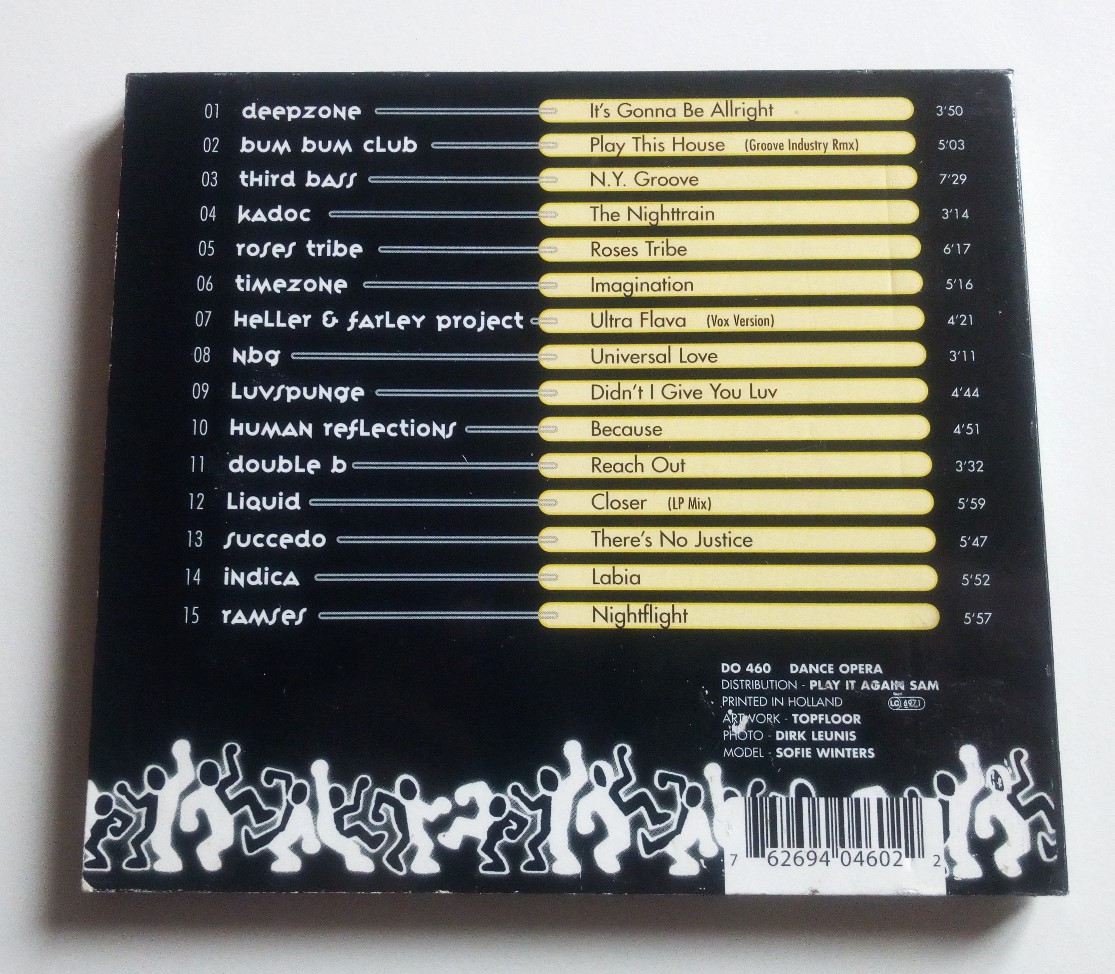 01 deepzone It's Gonna Be Allright 3'50
02 bum bum club Play This House (Groove Industry Rmx) 5'03
03 third bass N.Y. Groove 7'29
04 kadoc The Nighttrain 3'14
05 roses tribe Roses Tribe 6'17
06 timezone Imagination 5'16
07 Heller & farley project Ultra Flava (Vox Version) 4'21
08 Nbg Universal Love 3'11
09 Luvspunge Didn't I Give You Luv 4'44
10 Human reflections Because 4'51
11 double b Reach Out 3'32
12 Liquid Closer (LP Mix) 5'59
13 succedo There's No Justice 5'47
14 indica Labia 5'52
15 ramses Nightflight 5'57
DO 460 DANCE OPERA
DISTRIBUTION - PLAY IT AGAIN SAM
PRINTED IN HOLLAND LC
ARTWORK - TOPFLOOR
PHOTO - DIRK LEUNIS
MODEL - SOFIE WINTERS
7 62694 04602 2